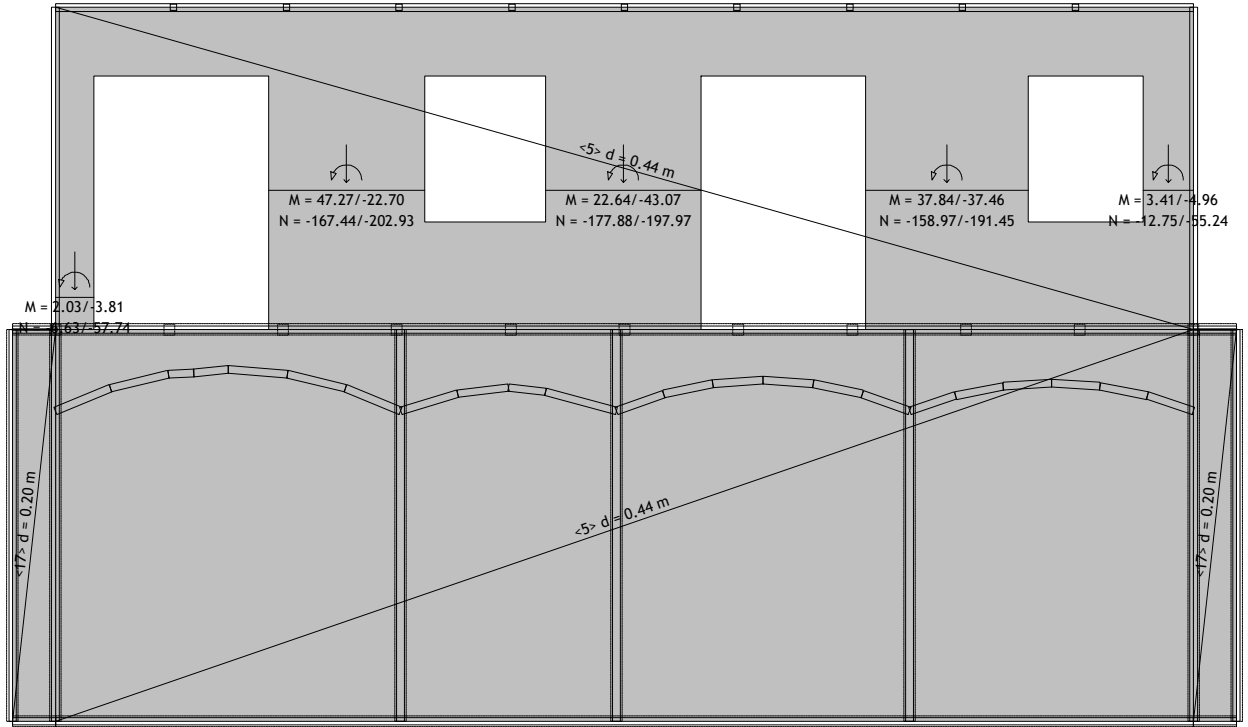 <5> d = 0.44 m
M = 47.27/-22.70
N = -167.44/-202.93
M = 22.64/-43.07
N = -177.88/-197.97
M = 37.84/-37.46
N = -158.97/-191.45
M = 3.41/-4.96
N = -12.75/-55.24
M = 2.03/-3.81
<17> d = 0.20 m
<5> d = 0.44 m
<17> d = 0.20 m